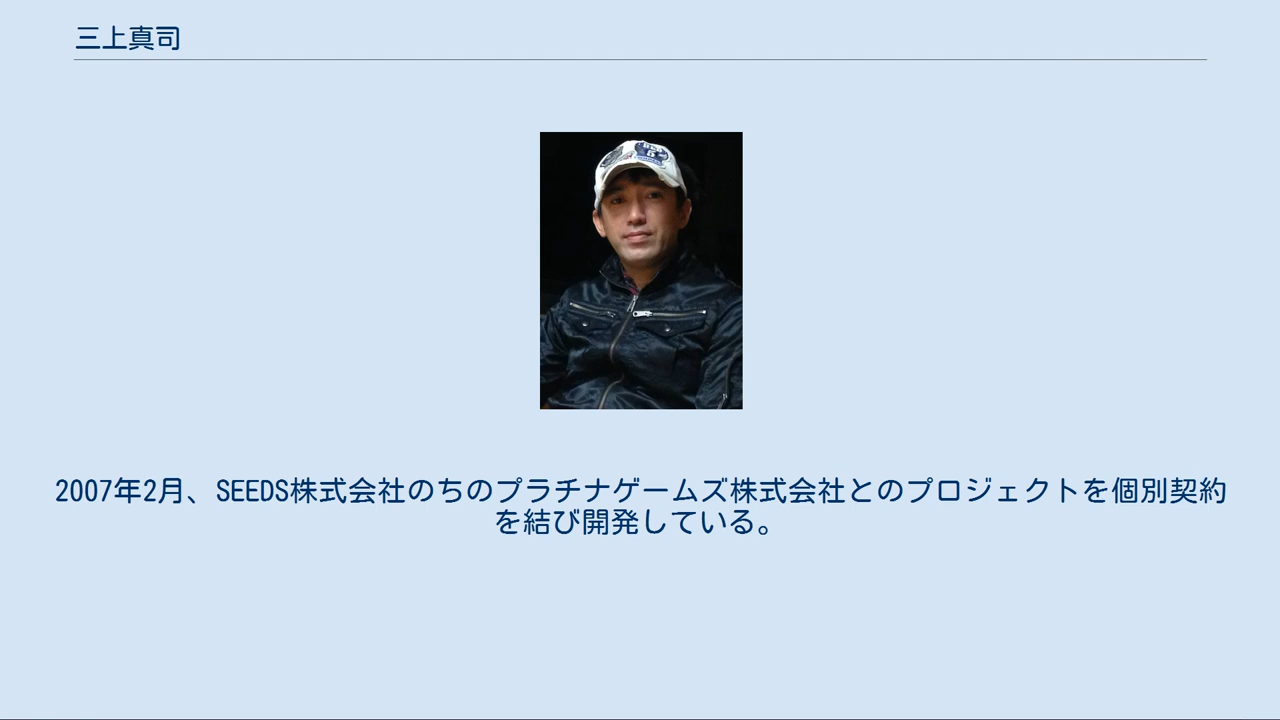 三上真司
2007年2月、SEEDS株式会社のちのプラチナゲームズ株式会社とのプロジェクトを個別契約
を結び開発している。